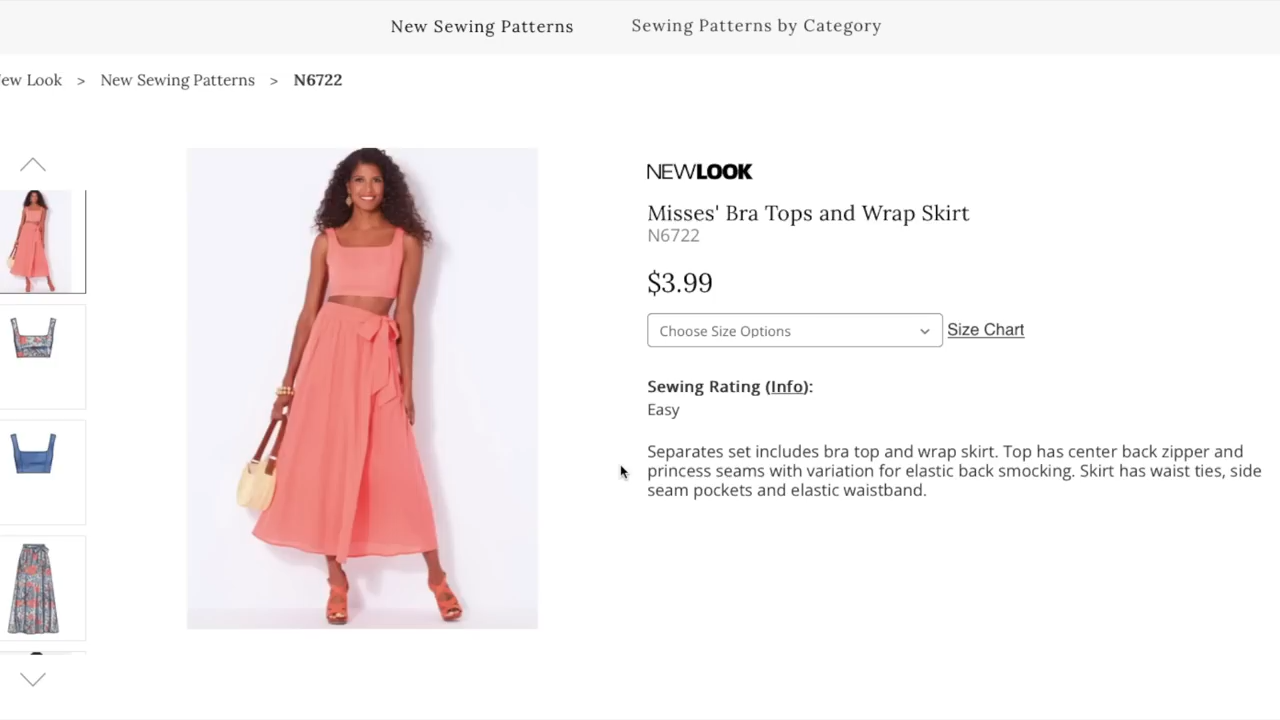 New Sewing Patterns Sewing Patterns by Category
ew Look > New Sewing Patterns > N6722
NEWLOOK
Misses' Bra Tops and Wrap Skirt
N6722
$3.99
Choose Size Options Size Chart
Sewing Rating (Info):
Easy
Separates set includes bra top and wrap skirt. Top has center back zipper and
princess seams with variation for elastic back smocking. Skirt has waist ties, side
seam pockets and elastic waistband.